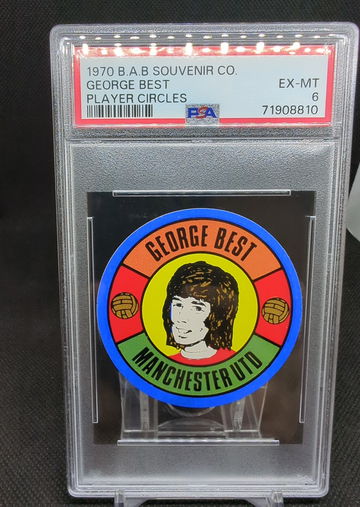 1970 B.A.B SOUVENIR CO.
GEORGE BEST EX-MT
PLAYER CIRCLES 6
PSA 71908810
GEORGE BEST
MANCHESTER UTD